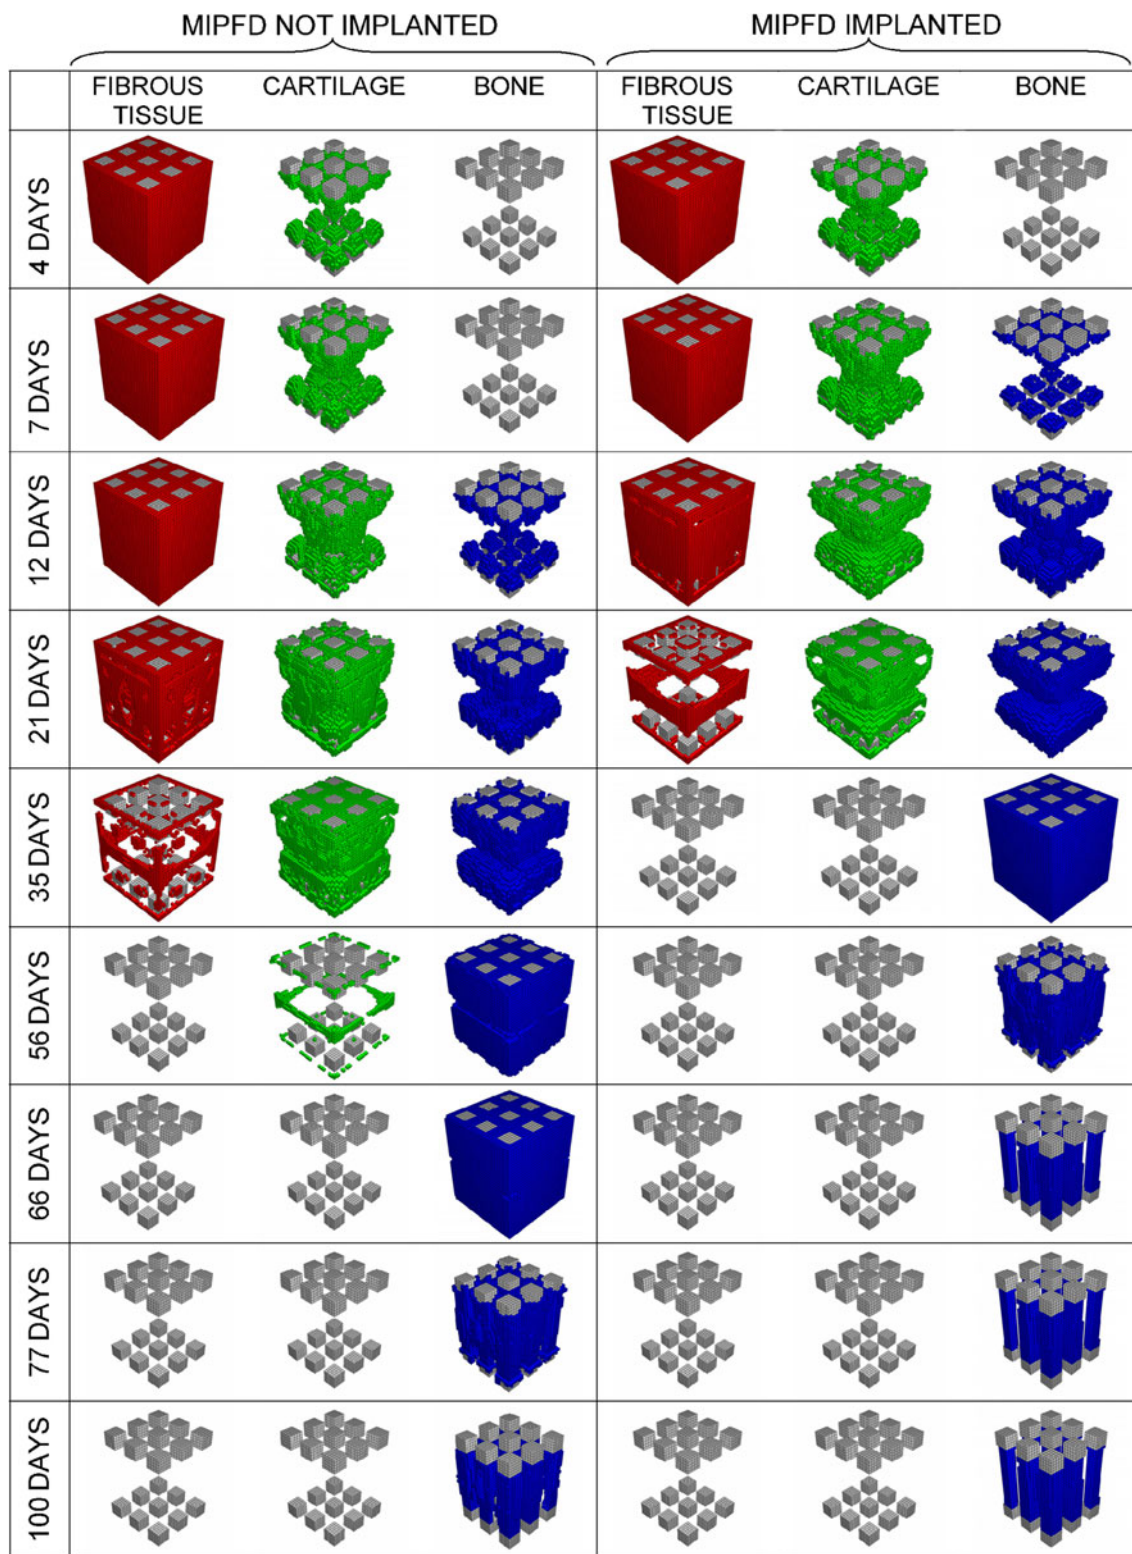 MIPFD NOT IMPLANTED
MIPFD IMPLANTED
FIBROUS
TISSUE
CARTILAGE
BONE
FIBROUS
TISSUE
CARTILAGE
BONE
4 DAYS
7 DAYS
12 DAYS
21 DAYS
35 DAYS
56 DAYS
66 DAYS
77 DAYS
100 DAYS